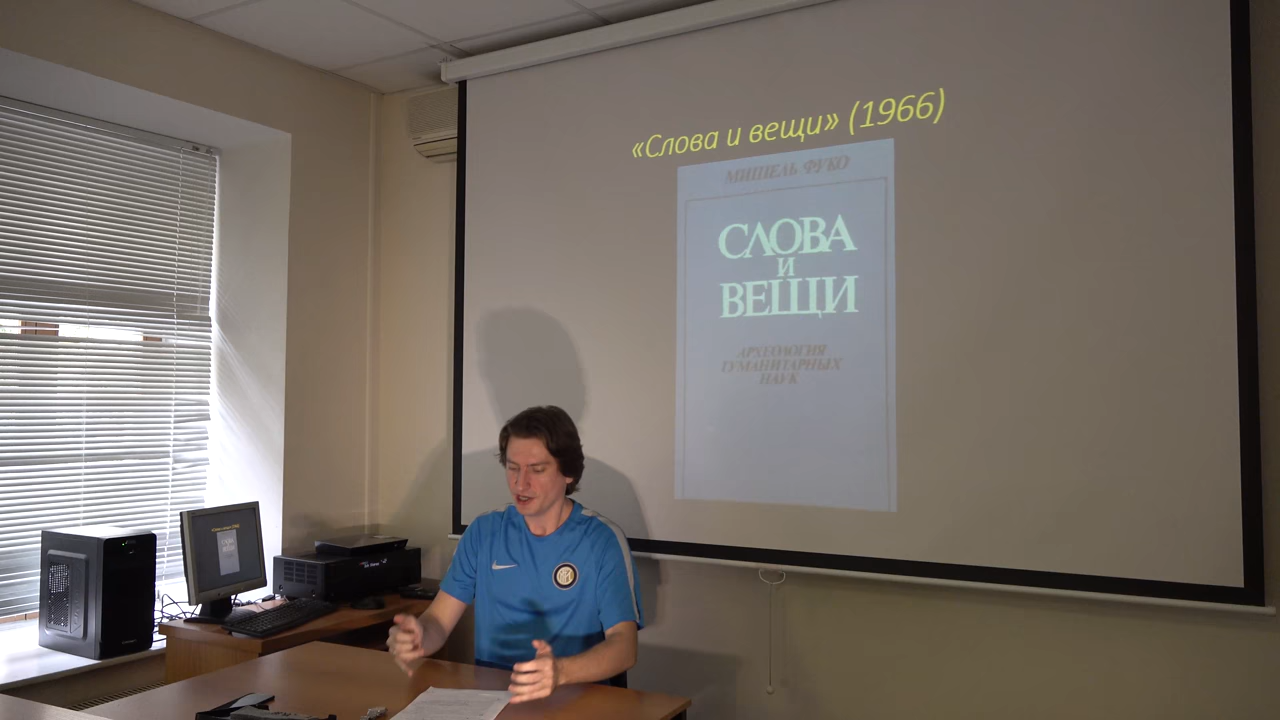 «Слова и вещи» (1966)
МИШЕЛЬ ФУКО
СЛОВА
И
ВЕЩИ
АРХЕОЛОГИЯ
ГУМАНИТАРНЫХ
НАУК